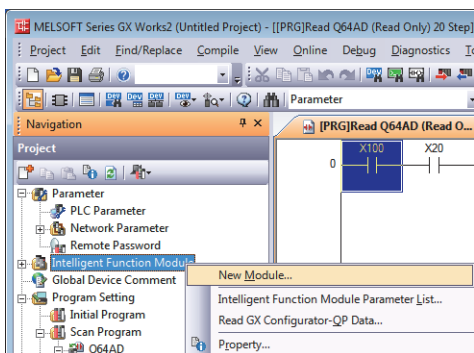 MELSOFT Series GX Works2 (Untitled Project) - [[PRG]Read Q64AD (Read Only) 20 Step]
Project Edit Find/Replace Compile View Online Debug Diagnostics
Parameter
Navigation
[PRG]Read Q64AD (Read O...
Project
X100 X20
0
Parameter
PLC Parameter
Network Parameter
Remote Password
Intelligent Function Module
New Module...
Global Device Comment
Intelligent Function Module Parameter List...
Program Setting
Read GX Configurator-QP Data...
Initial Program
Scan Program
Property...
Q64AD